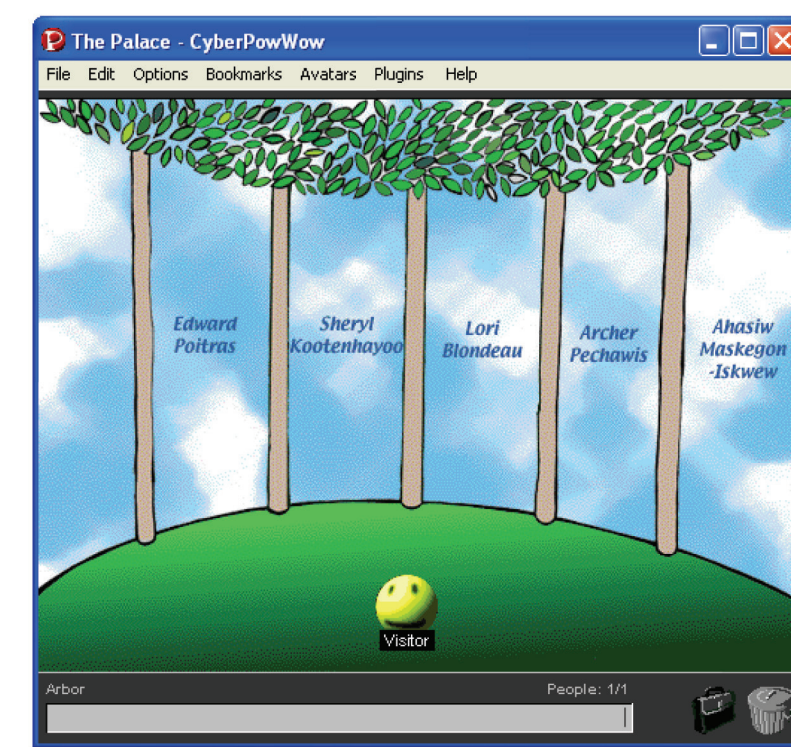 The Palace - CyberPowWow
File Edit Options Bookmarks Avatars Plugins Help
Edward
Poitras
Sheryl
Kootenhayoo
Lori
Blondeau
Archer
Pechawis
Ahasiw
Maskegon
-Iskwew
Visitor
Arbor People: 1/1